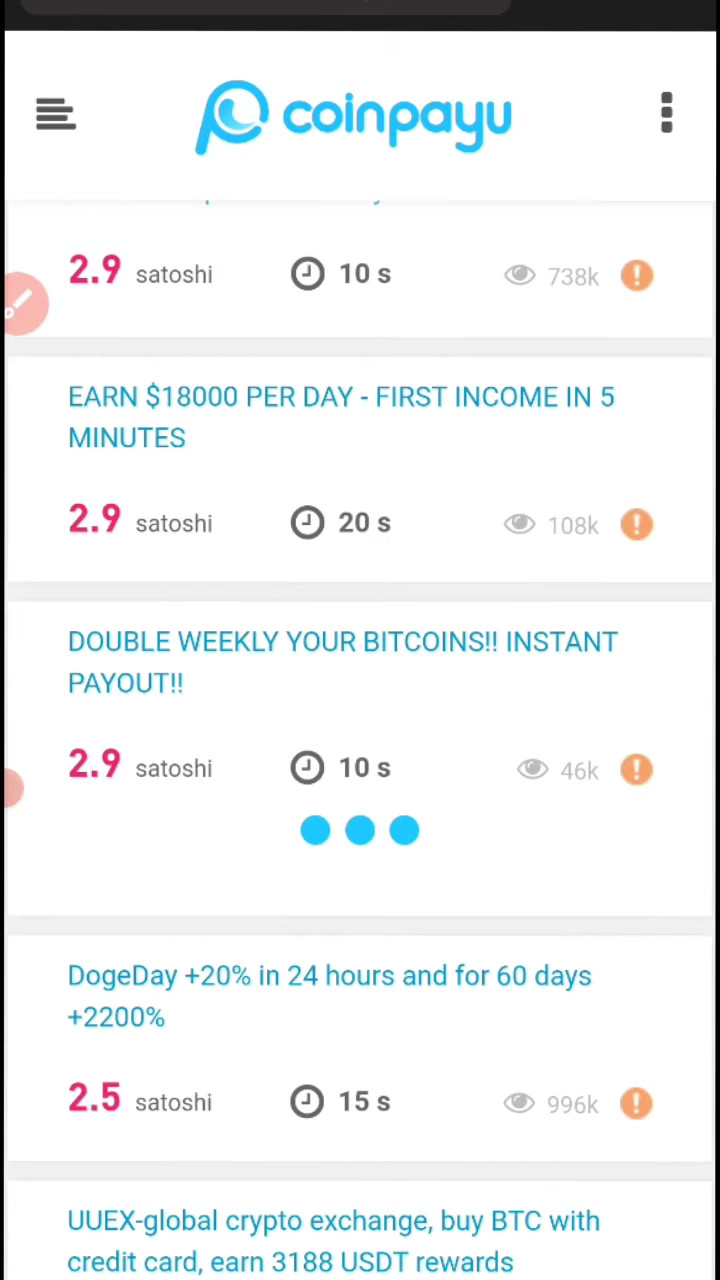 coinpayu
2.9 satoshi 10 s 738k
EARN $18000 PER DAY - FIRST INCOME IN 5
MINUTES
2.9 satoshi 20 s 108k
DOUBLE WEEKLY YOUR BITCOINS!! INSTANT
PAYOUT!!
2.9 satoshi 10 s 46k
DogeDay +20% in 24 hours and for 60 days
+2200%
2.5 satoshi 15 s 996k
UUEX-global crypto exchange, buy BTC with
credit card, earn 3188 USDT rewards